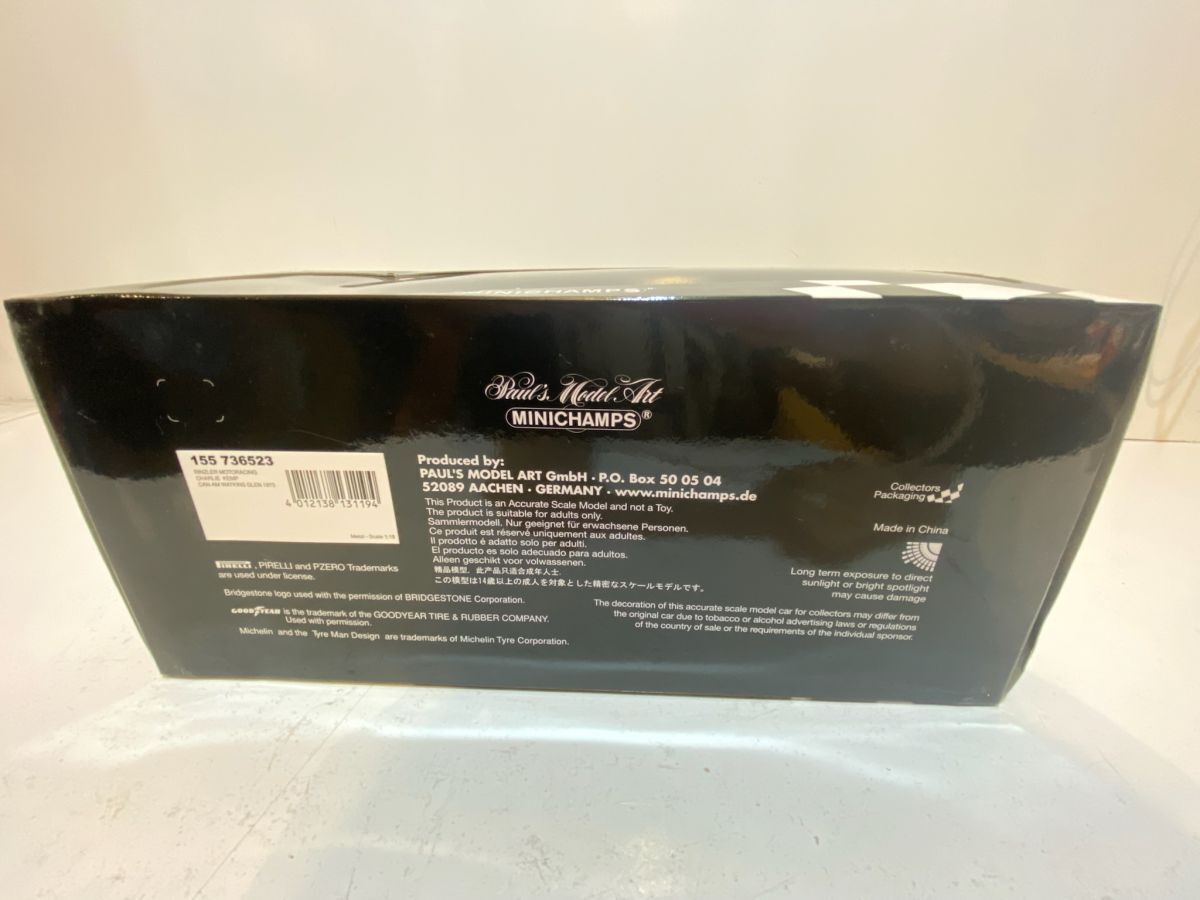 MINICHAMPS
Paul's Model Art
MINICHAMPS®
155 736523
RINZLER MOTORACING
CHARLIE KEMP
CAN-AM WATKINS GLEN 1973
4 012138 131194
Metal - Scale 1:18
Produced by:
PAUL'S MODEL ART GmbH · P.O. Box 50 05 04
52089 AACHEN · GERMANY · www.minichamps.de
This Product is an Accurate Scale Model and not a Toy.
The product is suitable for adults only.
Sammlermodell. Nur geeignet für erwachsene Personen.
Ce produit est réservé uniquement aux adultes.
Il prodotto é adatto solo per adulti.
El producto es solo adecuado para adultos.
Alleen geschikt voor volwassenen.
精品模型，此产品只适合成年人士.
この模型は14歳以上の成人を対象とした精密なスケールモデルです。
PIRELLI, PIRELLI and PZERO Trademarks
are used under license.
Bridgestone logo used with the permission of BRIDGESTONE Corporation.
GOODYEAR is the trademark of the GOODYEAR TIRE & RUBBER COMPANY.
Used with permission.
Michelin and the Tyre Man Design are trademarks of Michelin Tyre Corporation.
Collectors
Packaging
Made in China
Long term exposure to direct
sunlight or bright spotlight
may cause damage
The decoration of this accurate scale model car for collectors may differ from
the original car due to tobacco or alcohol advertising laws or regulations
of the country of sale or the requirements of the individual sponsor.